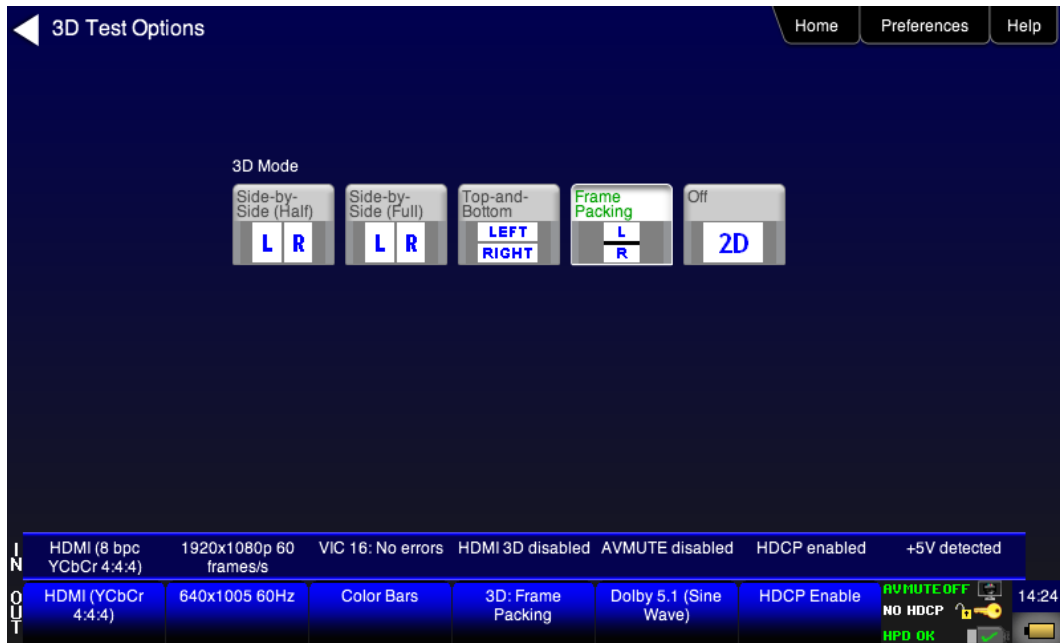 3D Test Options
Home
Preferences
Help
3D Mode
Side-by-
Side (Half)
L R
Side-by-
Side (Full)
L R
Top-and-
Bottom
LEFT
RIGHT
Frame
Packing
L
R
Off
2D
IN
HDMI (8 bpc
YCbCr 4:4:4)
1920x1080p 60
frames/s
VIC 16: No errors
HDMI 3D disabled
AVMUTE disabled
HDCP enabled
+5V detected
OUT
HDMI (YCbCr
4:4:4)
640x1005 60Hz
Color Bars
3D: Frame
Packing
Dolby 5.1 (Sine
Wave)
HDCP Enable
AVMUTEOFF
NO HDCP
HPD OK
14:24